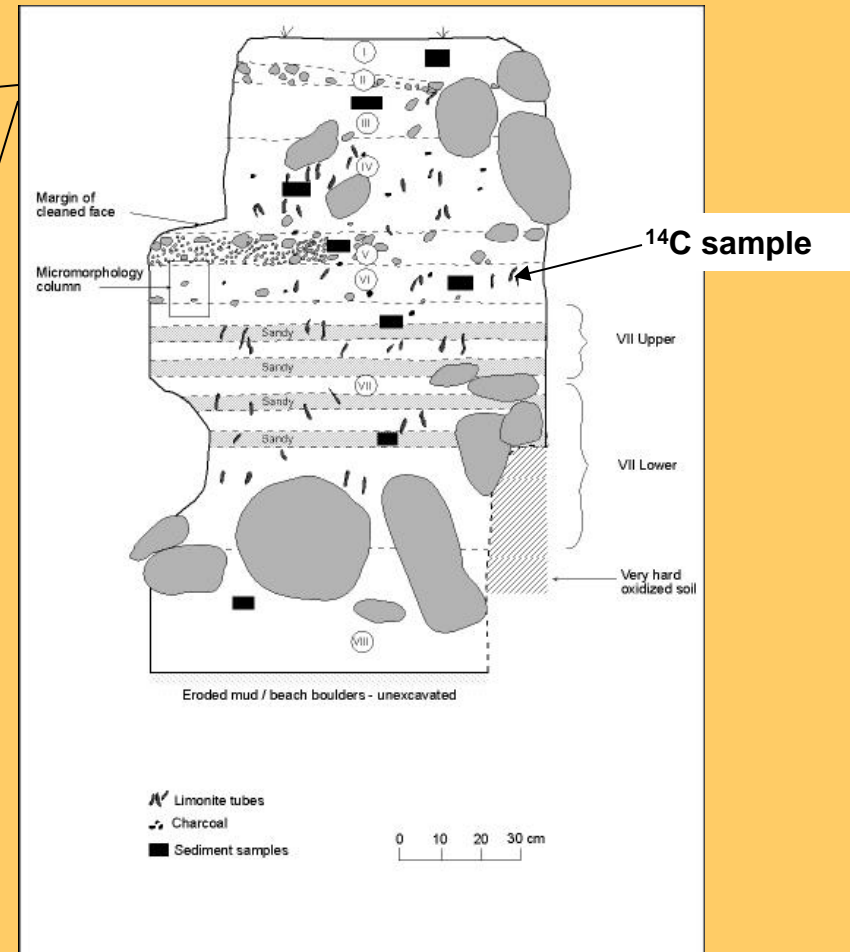 I
II
III
IV
Margin of
cleaned face
¹⁴C sample
V
Micromorphology
column
VI
Sandy
VII Upper
Sandy
VII
Sandy
Sandy
VII Lower
Very hard
oxidized soil
VIII
Eroded mud / beach boulders - unexcavated
Limonite tubes
Charcoal
Sediment samples
0 10 20 30 cm